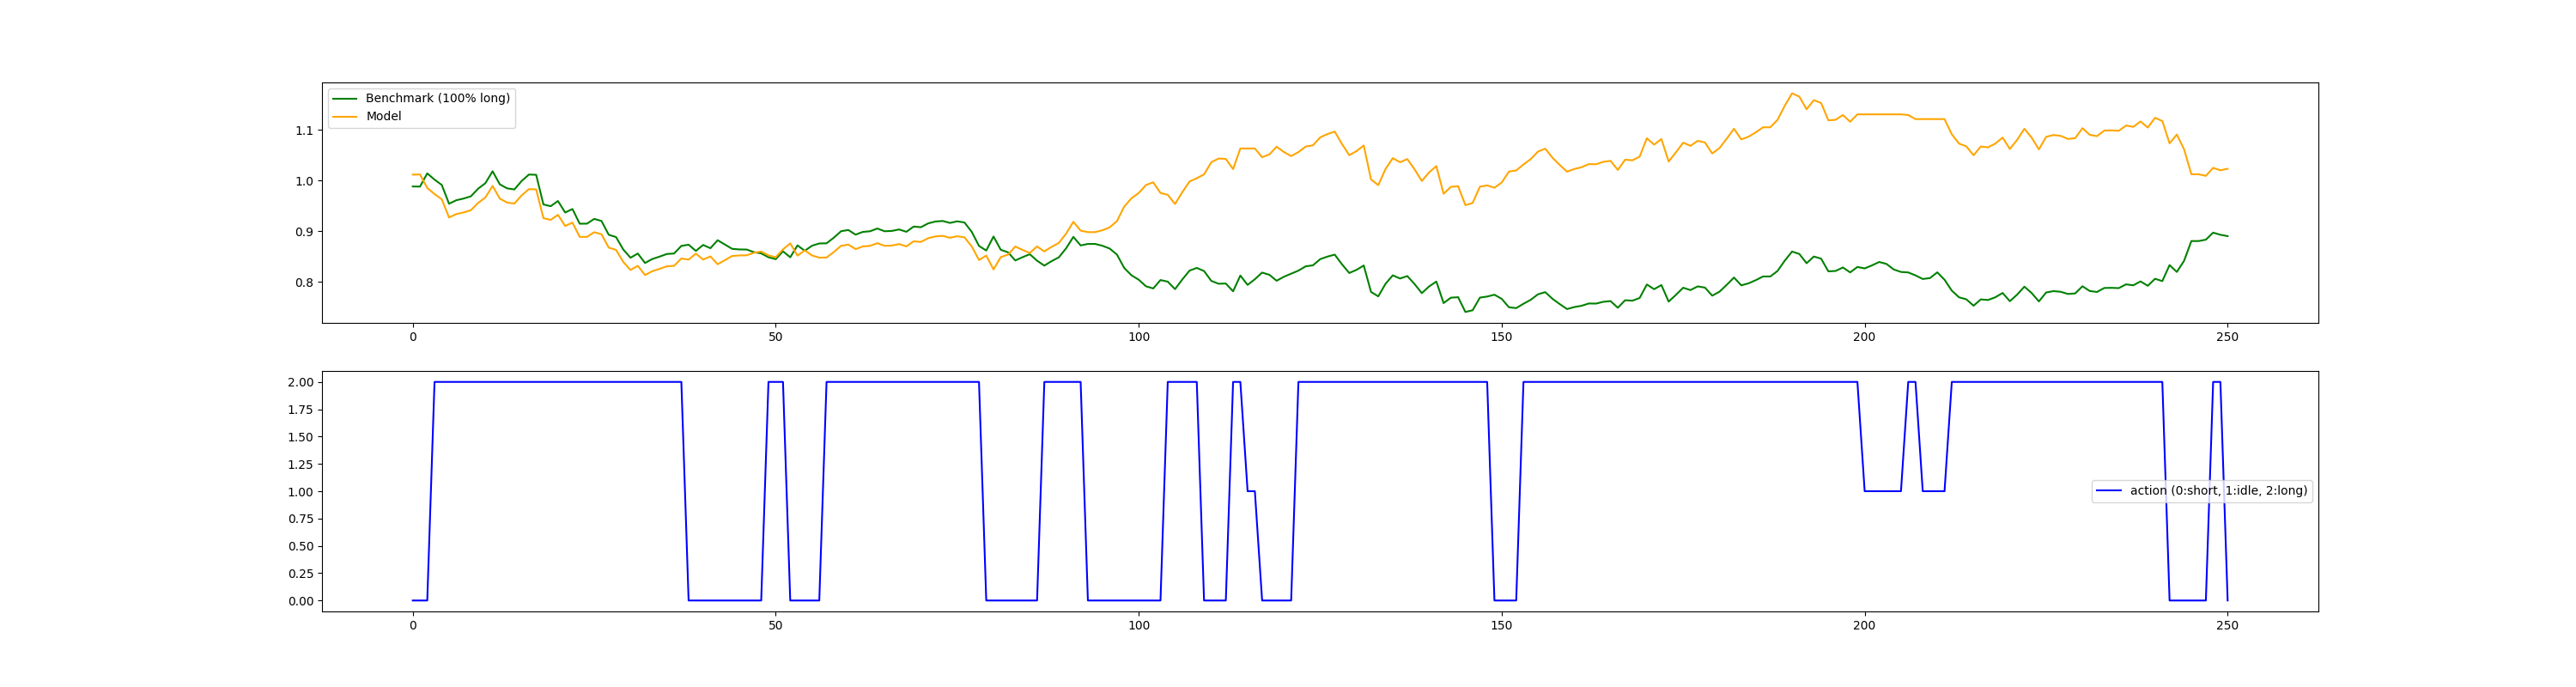 Benchmark (100% long)
Model
1.1
1.0
0.9
0.8
0 50 100 150 200 250
2.00
1.75
1.50
1.25
1.00
0.75
0.50
0.25
0.00
action (0:short, 1:idle, 2:long)
0 50 100 150 200 250